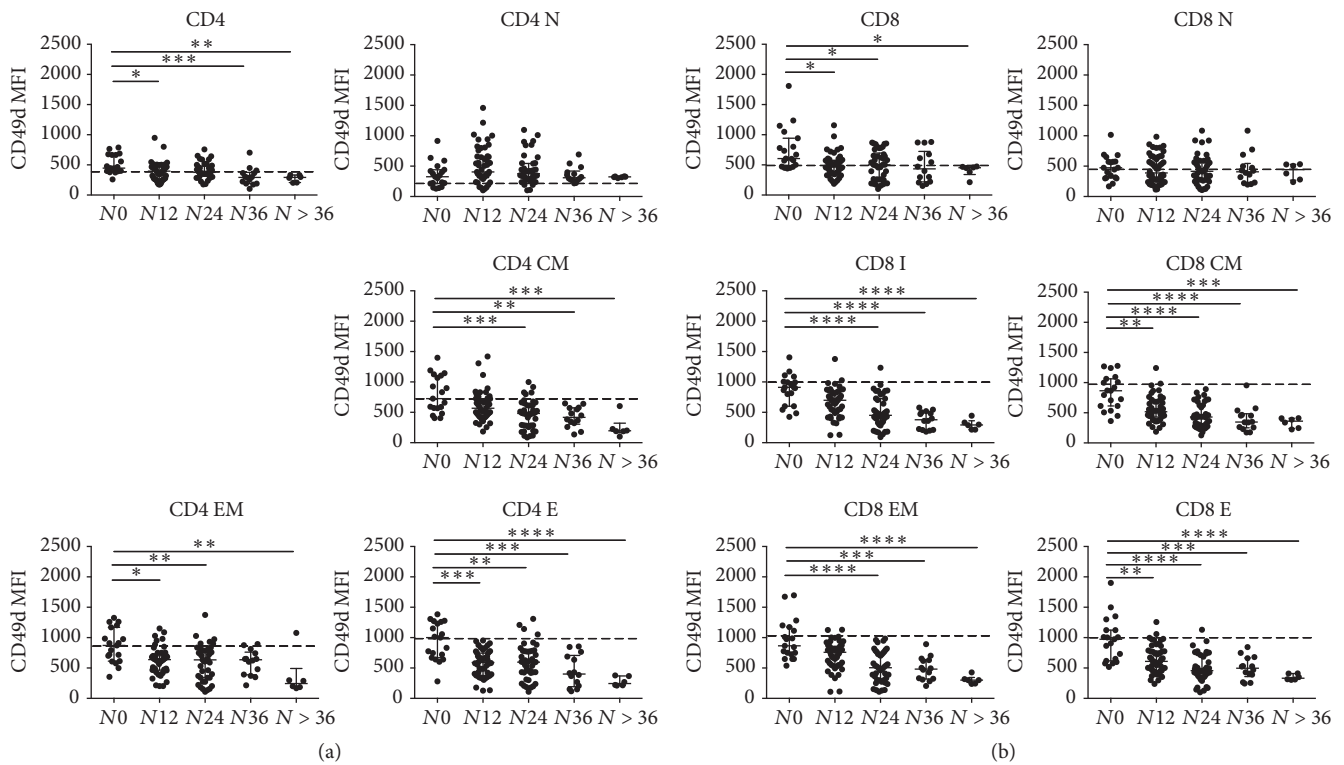 CD4
CD49d MFI
2500
2000
1500
1000
500
0
**
***
*
N0 N12 N24 N36 N > 36
CD4 N
CD49d MFI
2500
2000
1500
1000
500
0
N0 N12 N24 N36 N > 36
CD8
CD49d MFI
2500
2000
1500
1000
500
0
*
*
*
N0 N12 N24 N36 N > 36
CD8 N
CD49d MFI
2500
2000
1500
1000
500
0
N0 N12 N24 N36 N > 36
CD4 CM
CD49d MFI
2500
2000
1500
1000
500
0
***
**
***
N0 N12 N24 N36 N > 36
CD8 I
CD49d MFI
2500
2000
1500
1000
500
0
****
****
****
N0 N12 N24 N36 N > 36
CD8 CM
CD49d MFI
2500
2000
1500
1000
500
0
***
****
****
**
N0 N12 N24 N36 N > 36
CD4 EM
CD49d MFI
2500
2000
1500
1000
500
0
**
**
*
N0 N12 N24 N36 N > 36
CD4 E
CD49d MFI
2500
2000
1500
1000
500
0
****
***
**
***
N0 N12 N24 N36 N > 36
CD8 EM
CD49d MFI
2500
2000
1500
1000
500
0
****
***
****
N0 N12 N24 N36 N > 36
CD8 E
CD49d MFI
2500
2000
1500
1000
500
0
****
***
****
**
N0 N12 N24 N36 N > 36
(a)
(b)